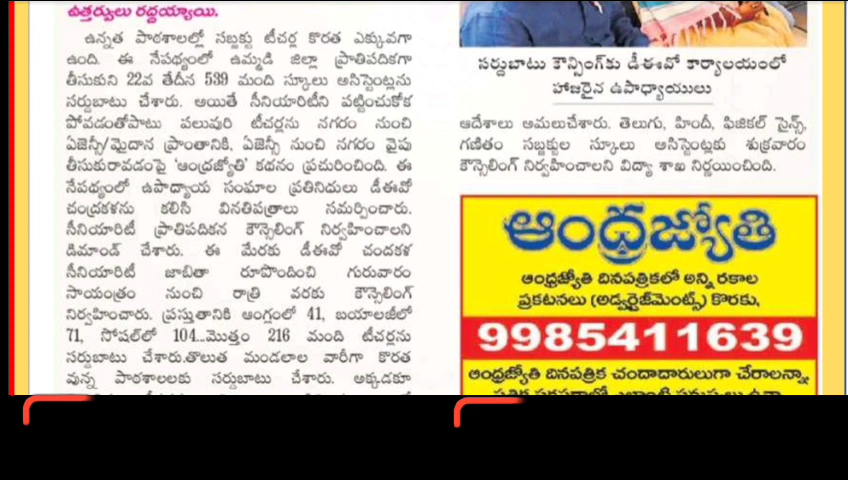 ఉత్తర్వులు రద్దయ్యాయి.
ఉన్నత పాఠశాలల్లో సబ్జక్టు టీచర్ల కొరత ఎక్కువగా
ఉంది. ఈ నేపథ్యంలో ఉమ్మడి జిల్లా ప్రాతిపదికగా
తీసుకుని 22వ తేదీన 539 మంది స్కూలు అసిస్టెంట్లను
సర్దుబాటు చేశారు. అయితే సీనియారిటీని పట్టించుకోక
పోవడంతోపాటు పలువురి టీచర్లను నగరం నుంచి
ఏజెన్సీ/మైదాన ప్రాంతానికి, ఏజెన్సీ నుంచి నగరం వైపు
తీసుకురావడంపై 'ఆంధ్రజ్యోతి' కథనం ప్రచురించింది. ఈ
నేపథ్యంలో ఉపాధ్యాయ సంఘాల ప్రతినిధులు డీఈవో
చంద్రకళను కలిసి వినతిపత్రాలు సమర్పించారు.
సీనియారిటీ ప్రాతిపదికన కౌన్సెలింగ్ నిర్వహించాలని
డిమాండ్ చేశారు. ఈ మేరకు డీఈవో చందకళ
సీనియారిటీ జాబితా రూపొందించి గురువారం
సాయంత్రం నుంచి రాత్రి వరకు కౌన్సెలింగ్
నిర్వహించారు. ప్రస్తుతానికి ఆంగ్లంలో 41, బయాలజీలో
71, సోషల్‌లో 104...మొత్తం 216 మంది టీచర్లను
సర్దుబాటు చేశారు.తొలుత మండలాల వారీగా కొరత
వున్న పాఠశాలలకు సర్దుబాటు చేశారు. అక్కడకూ
సర్దుబాటు కౌన్సింగ్‌కు డీఈవో కార్యాలయంలో
హాజరైన ఉపాధ్యాయులు
ఆదేశాలు అమలుచేశారు. తెలుగు, హిందీ, ఫిజికల్ సైన్స్,
గణితం సబ్జక్టుల స్కూలు అసిస్టెంట్లకు శుక్రవారం
కౌన్సెలింగ్ నిర్వహించాలని విద్యా శాఖ నిర్ణయించింది.
ఆంధ్రజ్యోతి
ఆంధ్రజ్యోతి దినపత్రికలో అన్ని రకాల
ప్రకటనలు (అడ్వర్టైజ్‌మెంట్స్) కొరకు,
9985411639
ఆంధ్రజ్యోతి దినపత్రిక చందాదారులుగా చేరాలన్నా,